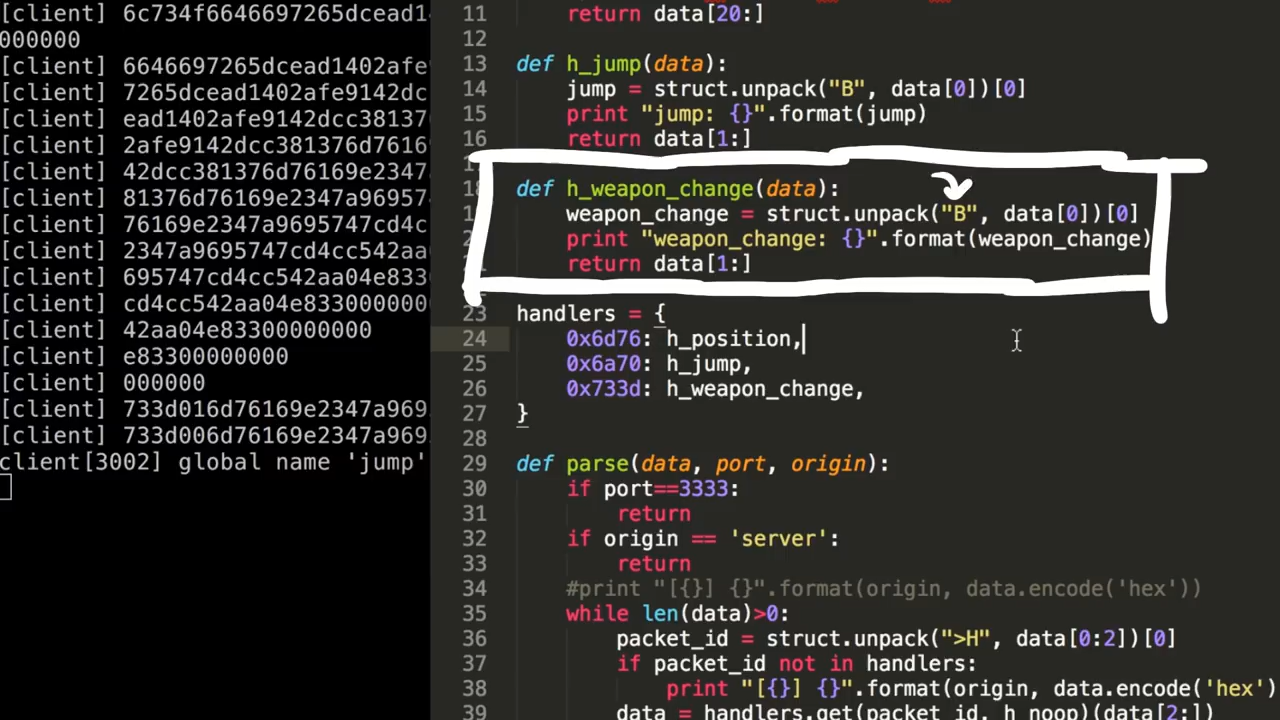 6c734f6646697265dcead1
000000
[client] 6646697265dcead1402afe9
[client] 7265dcead1402afe9142dc
[client] ead1402afe9142dcc381376
[client] 2afe9142dcc381376d76169
[client] 42dcc381376d76169e2347
[client] 81376d76169e2347a96957
[client] 76169e2347a9695747cd4c
[client] 2347a9695747cd4cc542aa
[client] 695747cd4cc542aa04e833
[client] cd4cc542aa04e8330000000
[client] 42aa04e83300000000
[client] e83300000000
[client] 000000
[client] 733d016d76169e2347a9695
[client] 733d006d76169e2347a9695
client[3002] global name 'jump'
11 return data[20:]
12
13 def h_jump(data):
14 jump = struct.unpack("B", data[0])[0]
15 print "jump: {}".format(jump)
16 return data[1:]
18 def h_weapon_change(data):
weapon_change = struct.unpack("B", data[0])[0]
print "weapon_change: {}".format(weapon_change)
return data[1:]
23 handlers = {
24 0x6d76: h_position,
25 0x6a70: h_jump,
26 0x733d: h_weapon_change,
27 }
28
29 def parse(data, port, origin):
30 if port==3333:
31 return
32 if origin == 'server':
33 return
34 #print "[{}] {}".format(origin, data.encode('hex'))
35 while len(data)>0:
36 packet_id = struct.unpack(">H", data[0:2])[0]
37 if packet_id not in handlers:
38 print "[{}] {}".format(origin, data.encode('hex')
39 data = handlers.get(packet_id, h_noop)(data[2:])